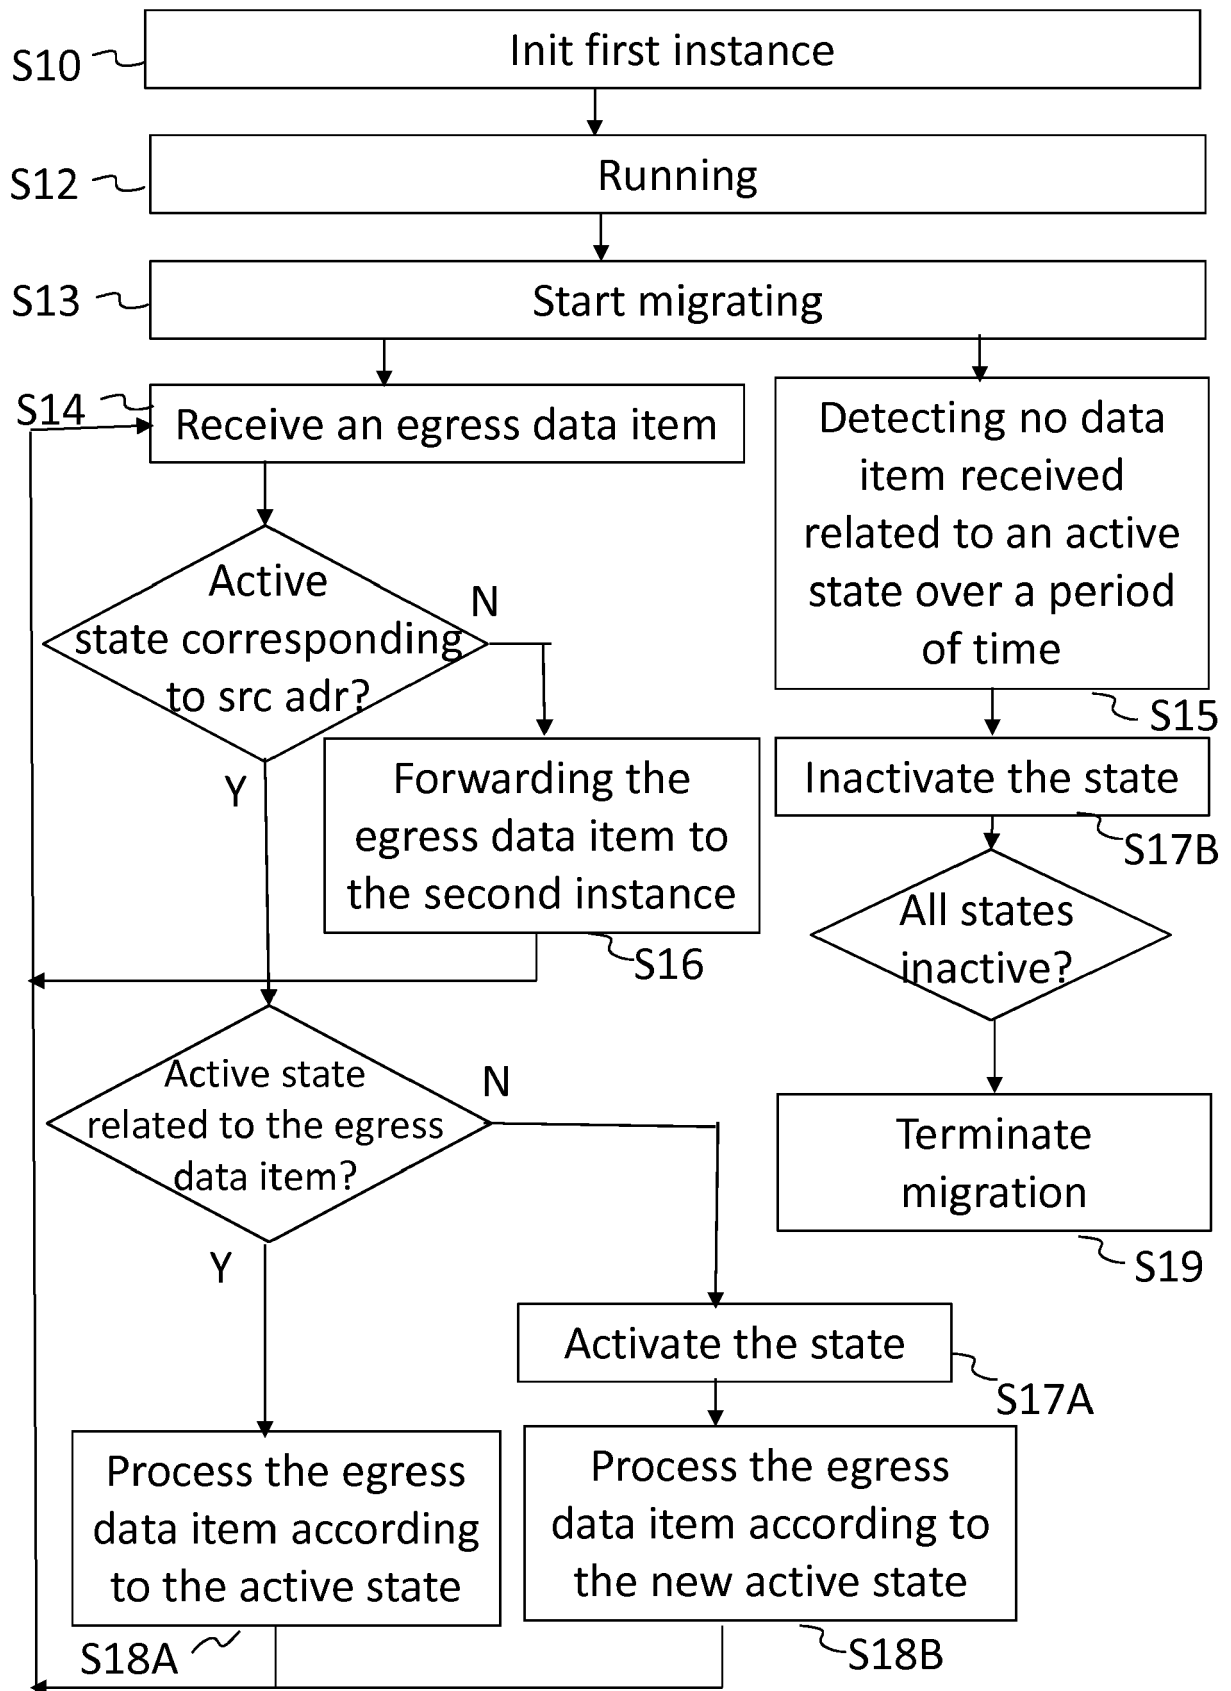 S10
Init first instance
S12
Running
S13
Start migrating
S14
Receive an egress data item
Active
state corresponding
to src adr?
N
Y
Forwarding the
egress data item to
the second instance
S16
Active state
related to the egress
data item?
N
Y
Activate the state
S17A
Process the egress
data item according
to the active state
S18A
Process the egress
data item according to
the new active state
S18B
Detecting no data
item received
related to an active
state over a period
of time
S15
Inactivate the state
S17B
All states
inactive?
Terminate
migration
S19